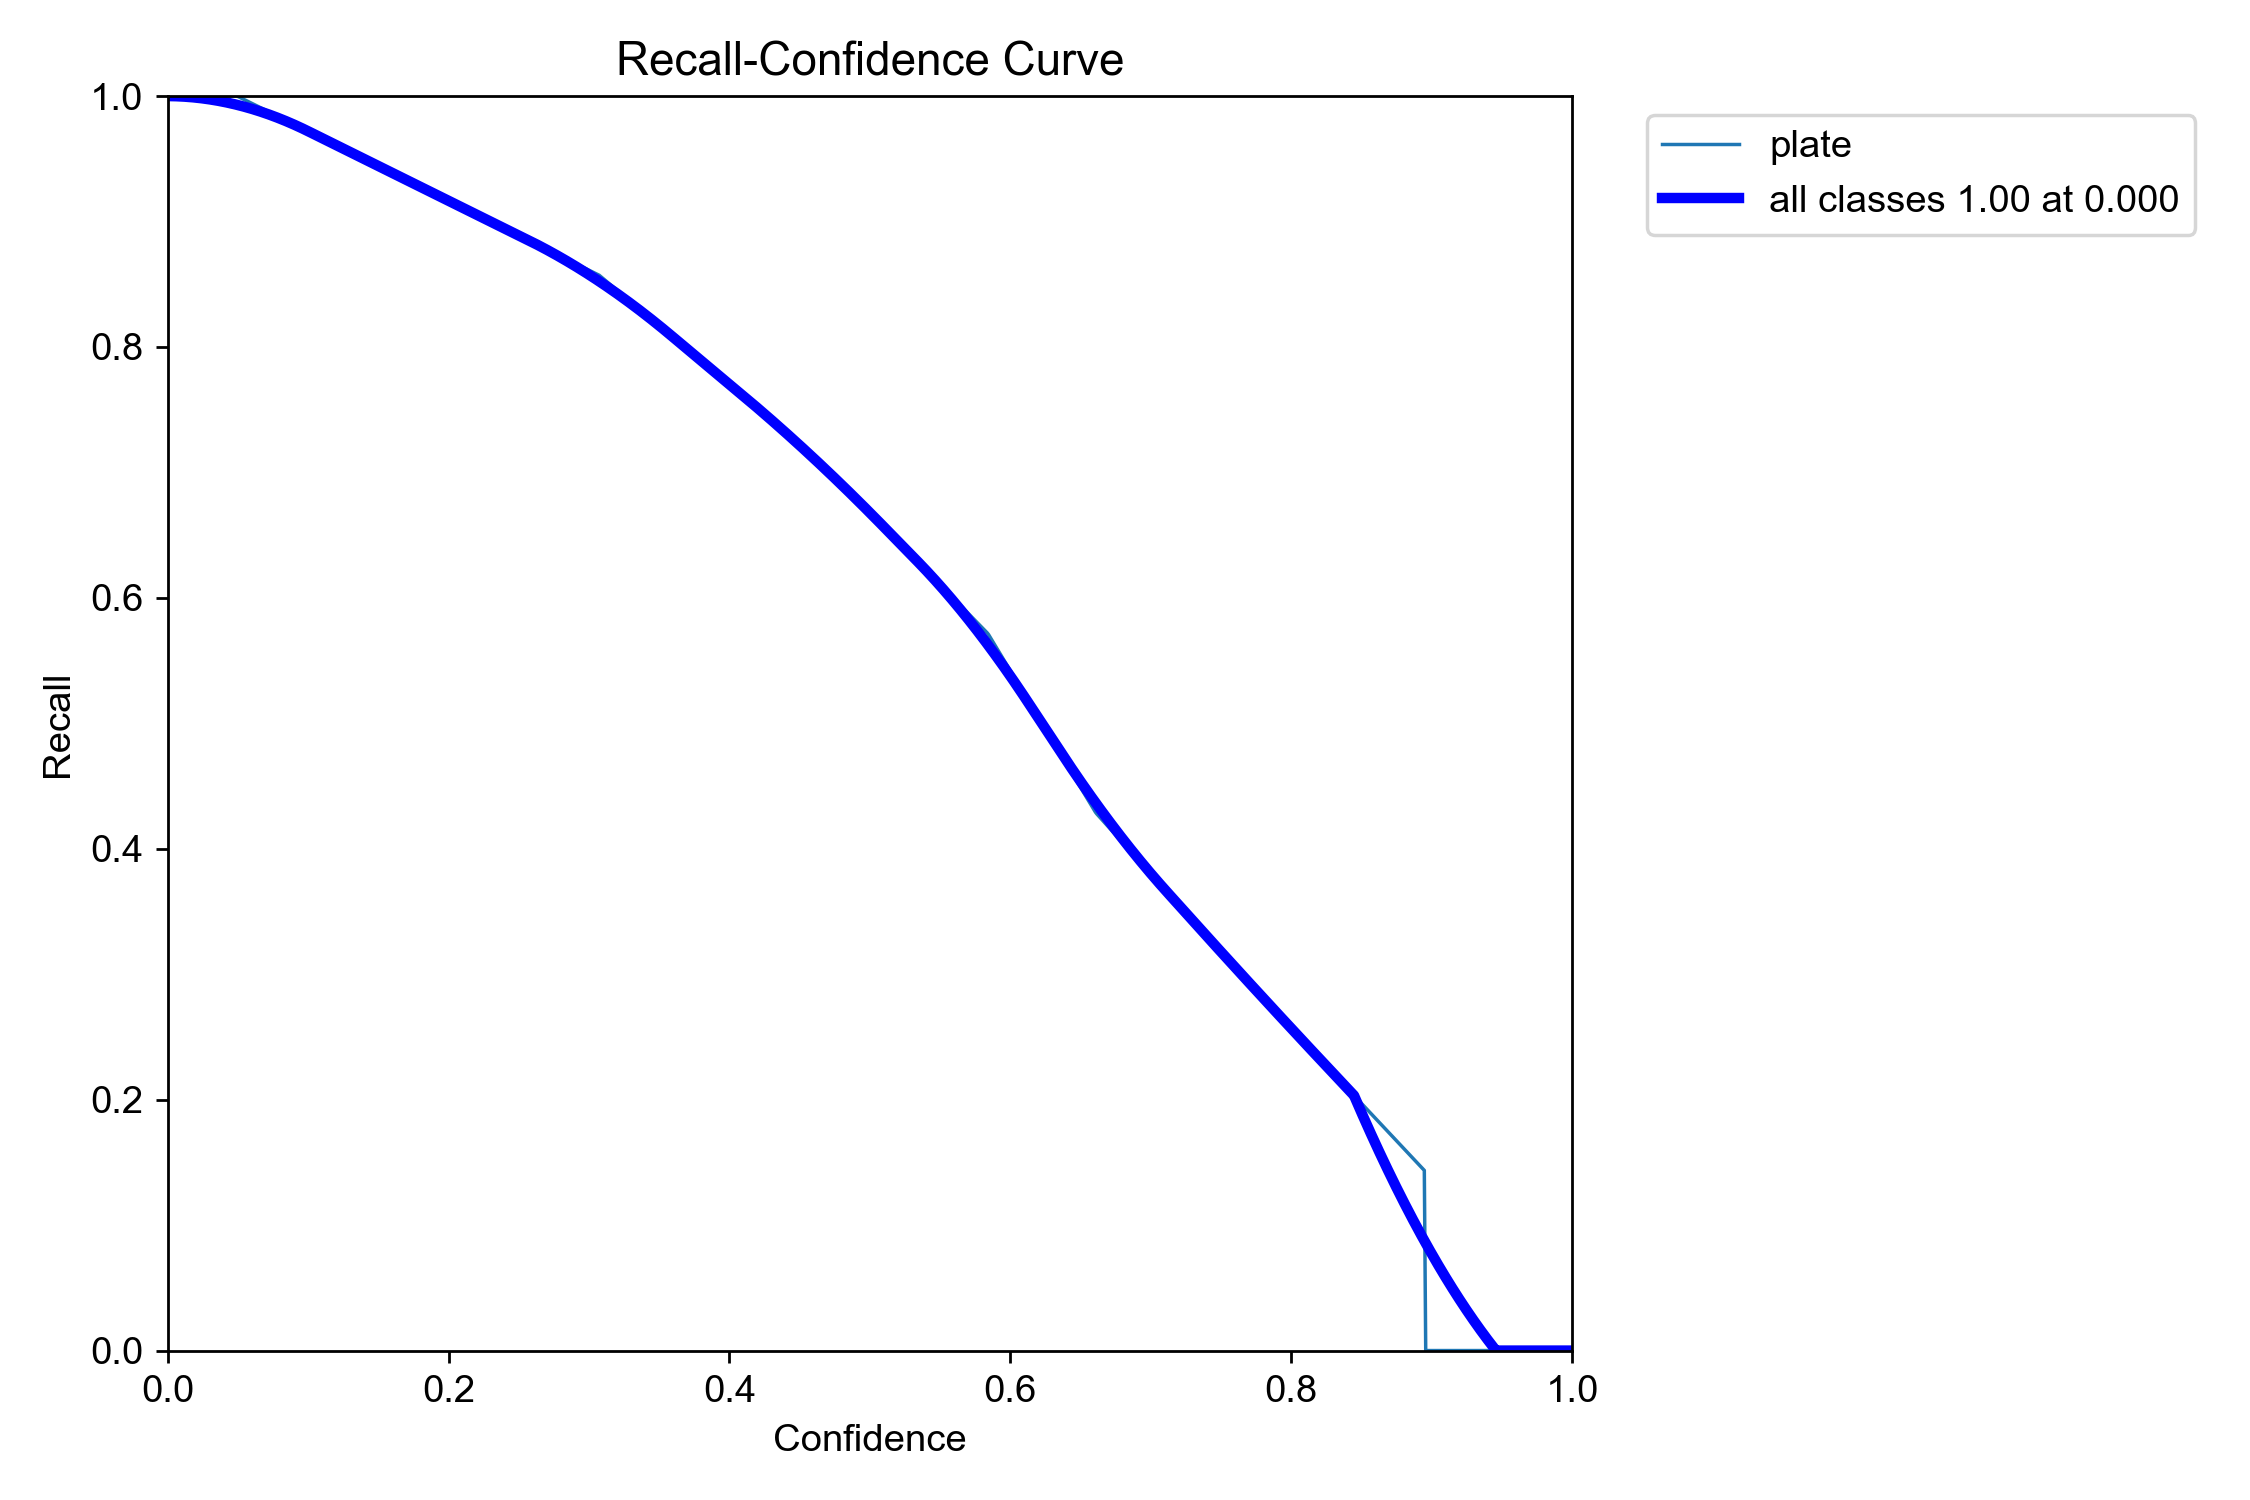 Recall-Confidence Curve
1.0
0.8
0.6
0.4
0.2
0.0
Recall
0.0 0.2 0.4 0.6 0.8 1.0
Confidence
plate
all classes 1.00 at 0.000